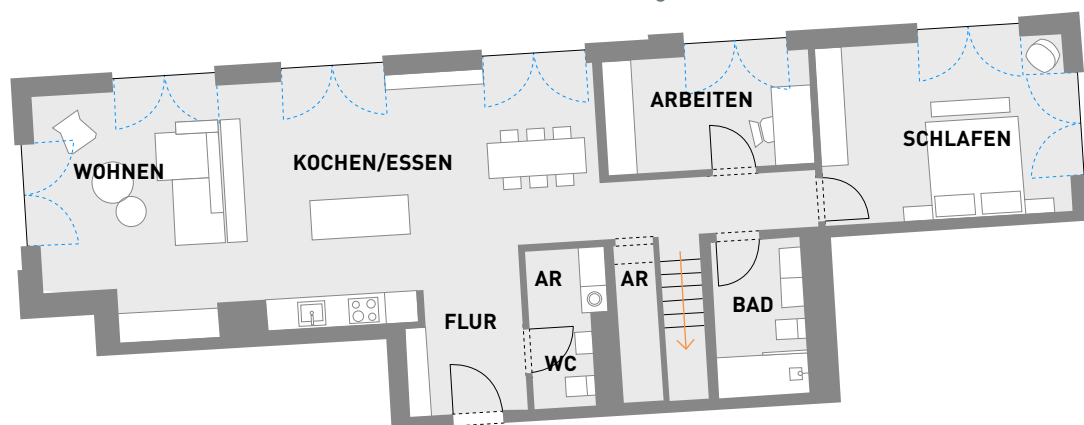 ARBEITEN
SCHLAFEN
KOCHEN/ESSEN
WOHNEN
AR
AR
BAD
FLUR
WC